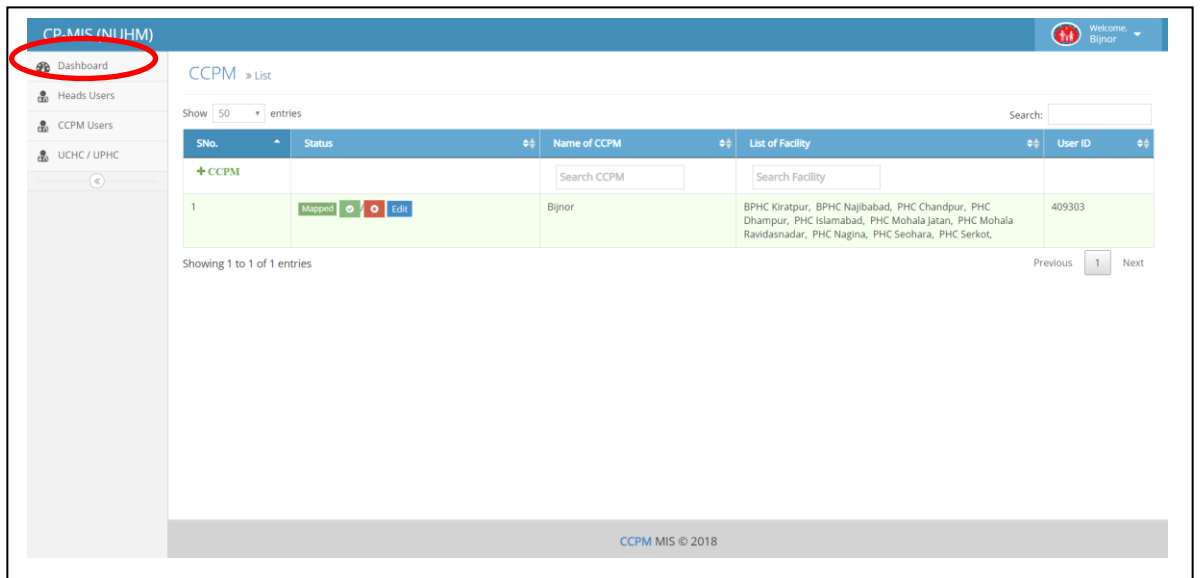 CP-MIS (NUHM)
Welcome,
Bijnor
Dashboard
Heads Users
CCPM Users
UCHC / UPHC
CCPM » List
Show 50 entries
Search:
SNo. Status Name of CCPM List of Facility User ID
+ CCPM Search CCPM Search Facility
1 Mapped / Edit Bijnor BPHC Kiratpur, BPHC Najibabad, PHC Chandpur, PHC 409303
Dhampur, PHC Islamabad, PHC Mohala Jatan, PHC Mohala
Ravidasnadar, PHC Nagina, PHC Seohara, PHC Serkot,
Showing 1 to 1 of 1 entries
Previous 1 Next
CCPM MIS © 2018